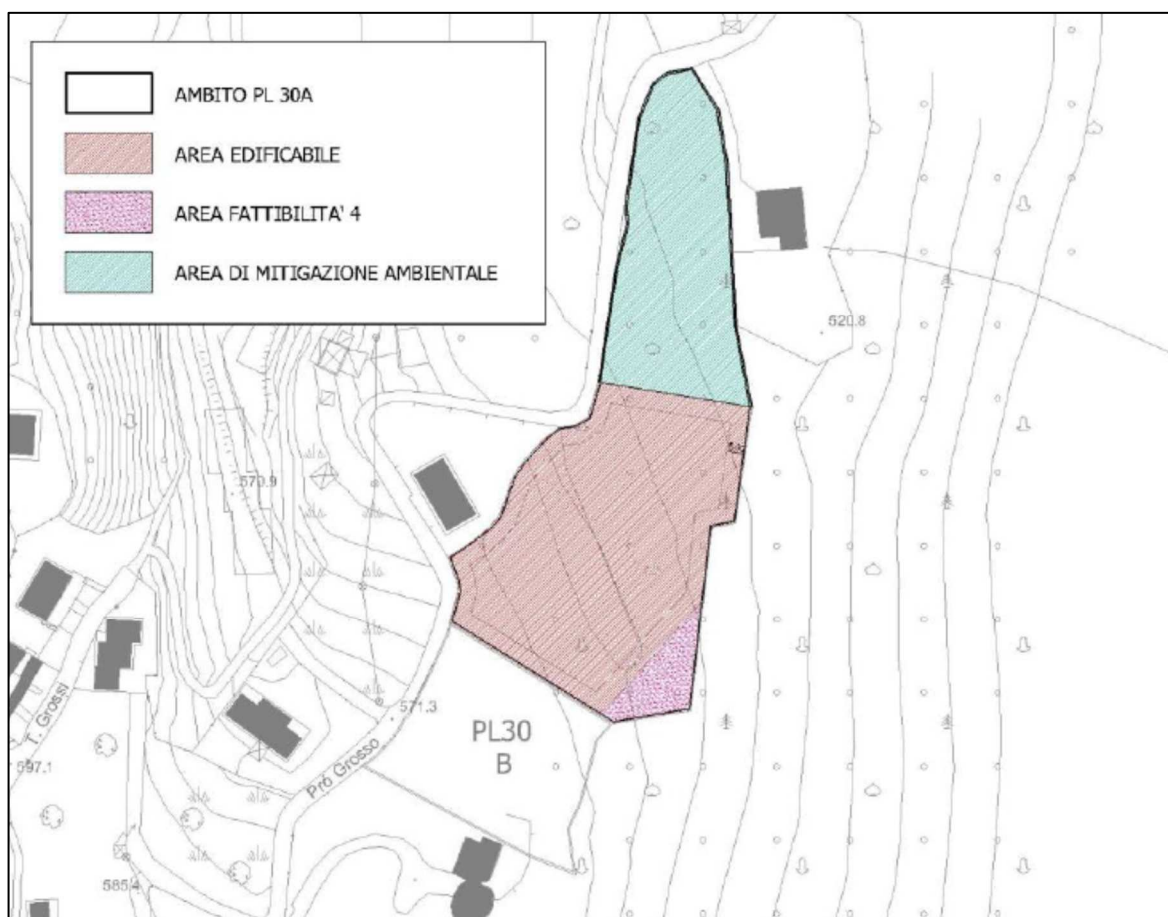 AMBITO PL 30A
AREA EDIFICABILE
AREA FATTIBILITA' 4
AREA DI MITIGAZIONE AMBIENTALE
520.8
570.9
571.3
T. Grossi
597.1
Prò Grosso
PL30
B
585.4